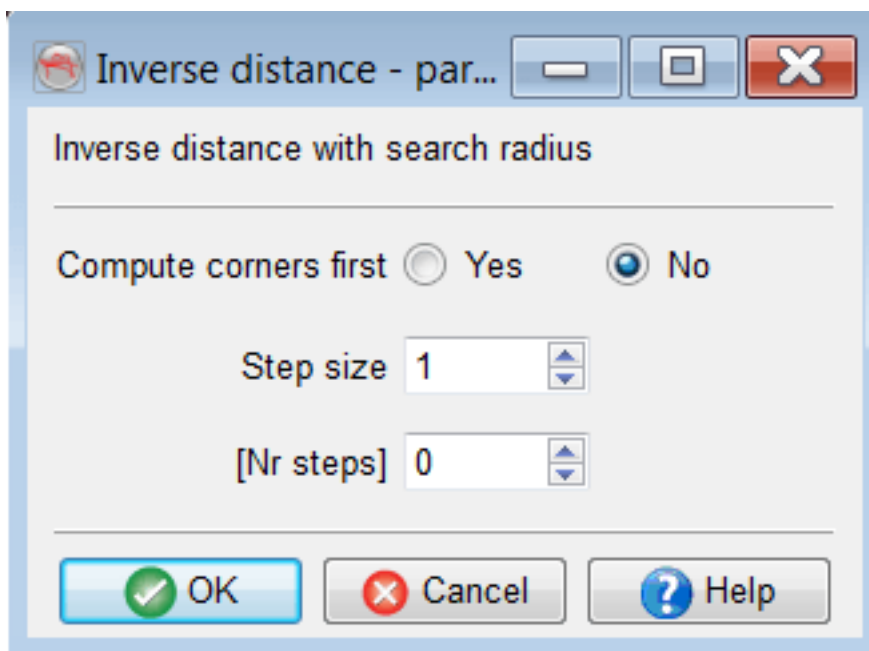 Inverse distance - par...
Inverse distance with search radius
Compute corners first Yes No
Step size 1
[Nr steps] 0
OK Cancel Help